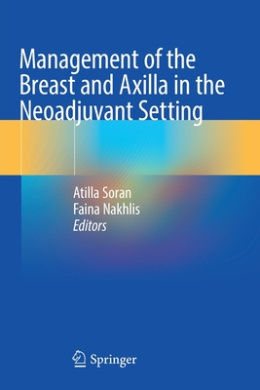 Management of the
Breast and Axilla in the
Neoadjuvant Setting
Atilla Soran
Faina Nakhlis
Editors
Springer